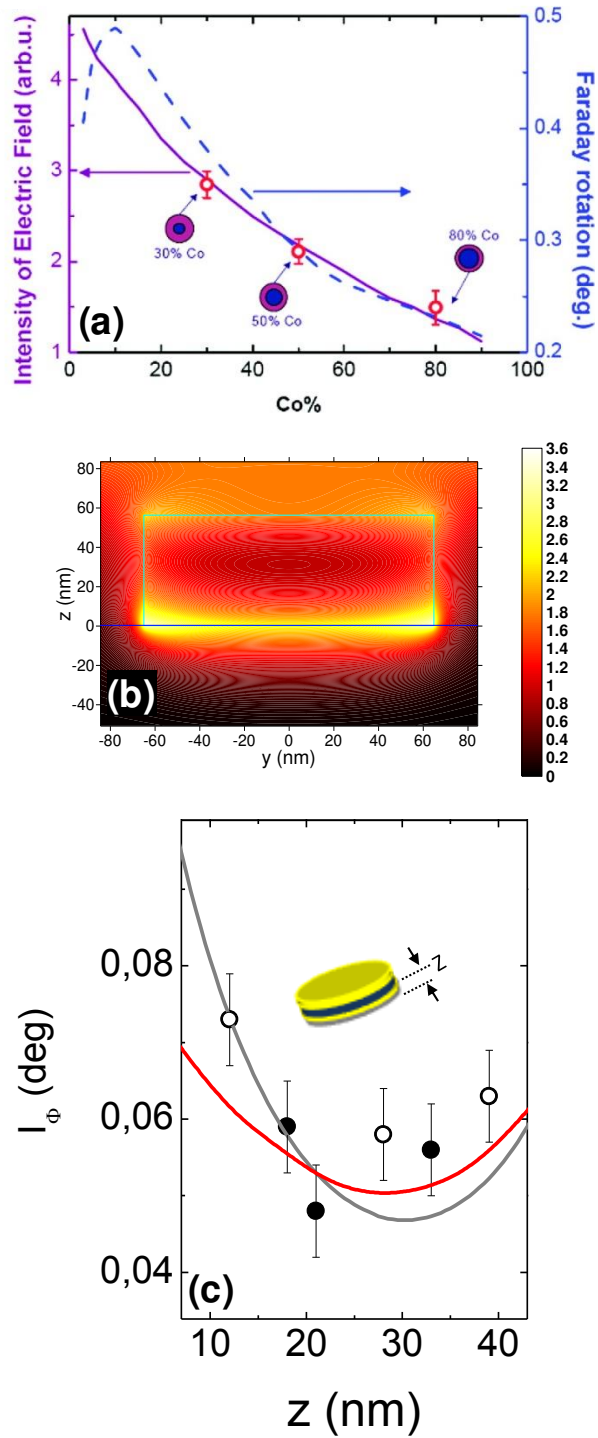 Intensity of Electric Field (arb.u.)
4
3
2
1
0.5
0.4
0.3
0.2
Faraday rotation (deg.)
30% Co
50% Co
80% Co
(a)
0 20 40 60 80 100
Co%
z (nm)
80
60
40
20
0
-20
-40
(b)
-80 -60 -40 -20 0 20 40 60 80
y (nm)
3.6
3.4
3.2
3
2.8
2.6
2.4
2.2
2
1.8
1.6
1.4
1.2
1
0.8
0.6
0.4
0.2
0
I_Φ (deg)
0,08
0,06
0,04
z
(c)
10 20 30 40
z (nm)